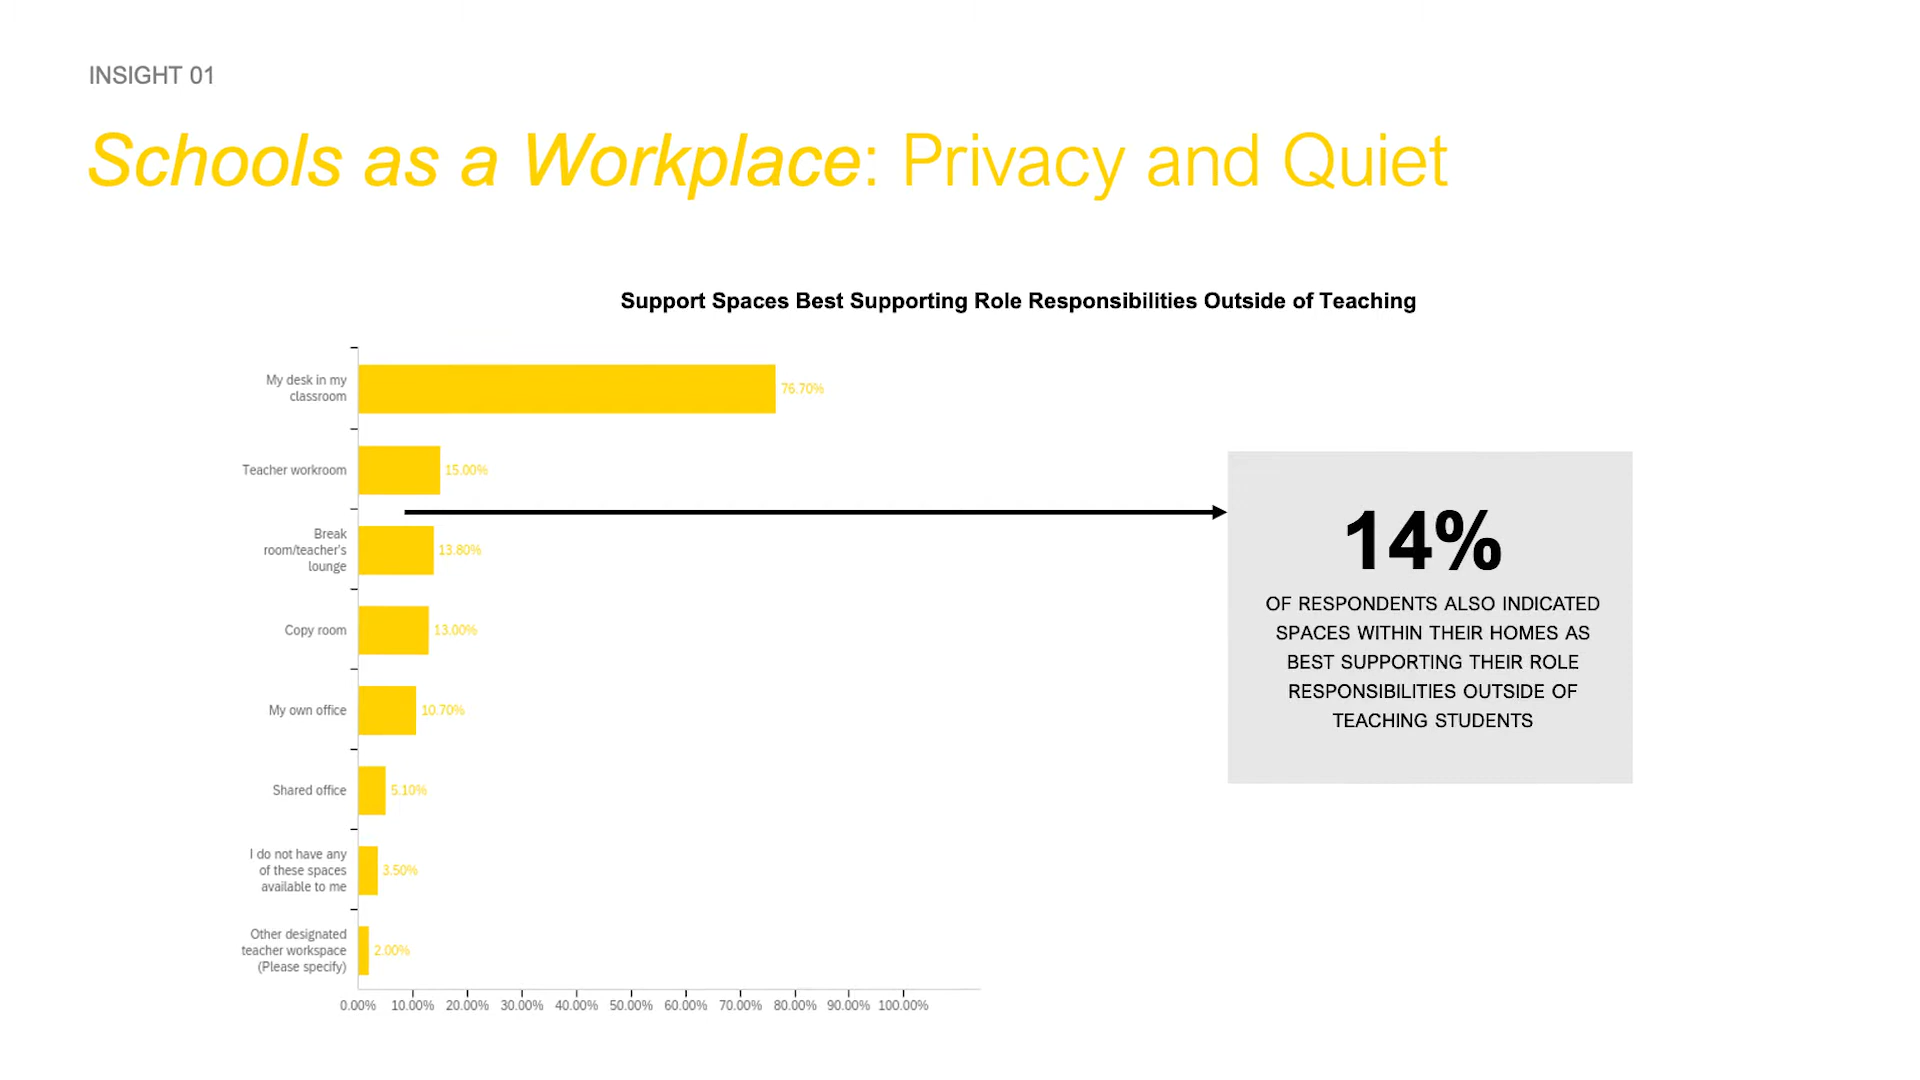 INSIGHT 01
Schools as a Workplace: Privacy and Quiet
Support Spaces Best Supporting Role Responsibilities Outside of Teaching
My desk in my
classroom
76.70%
Teacher workroom
15.00%
Break
room/teacher's
lounge
13.80%
Copy room
13.00%
My own office
10.70%
Shared office
5.10%
I do not have any
of these spaces
available to me
3.50%
Other designated
teacher workspace
(Please specify)
2.00%
0.00% 10.00% 20.00% 30.00% 40.00% 50.00% 60.00% 70.00% 80.00% 90.00% 100.00%
14%
OF RESPONDENTS ALSO INDICATED
SPACES WITHIN THEIR HOMES AS
BEST SUPPORTING THEIR ROLE
RESPONSIBILITIES OUTSIDE OF
TEACHING STUDENTS